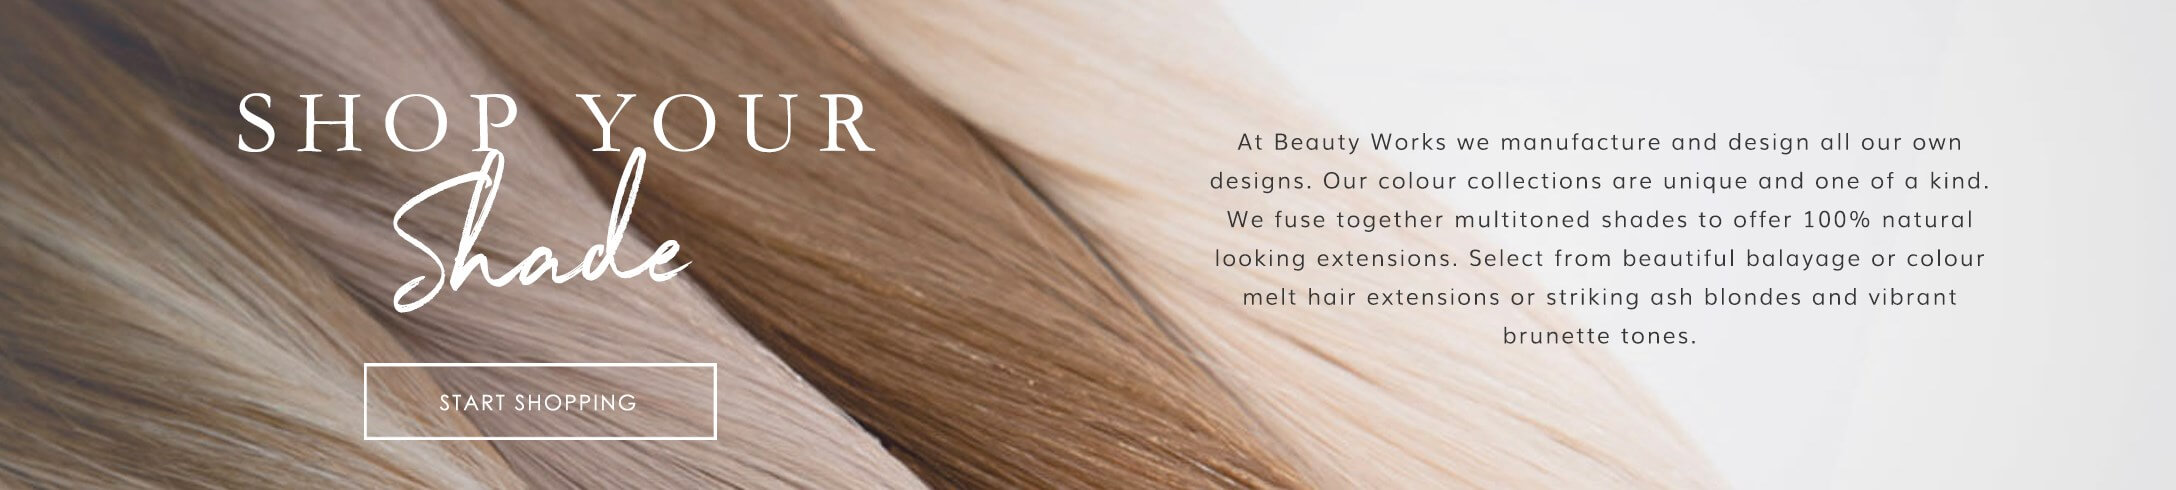 SHOP YOUR
Shade
START SHOPPING
At Beauty Works we manufacture and design all our own
designs. Our colour collections are unique and one of a kind.
We fuse together multitoned shades to offer 100% natural
looking extensions. Select from beautiful balayage or colour
melt hair extensions or striking ash blondes and vibrant
brunette tones.